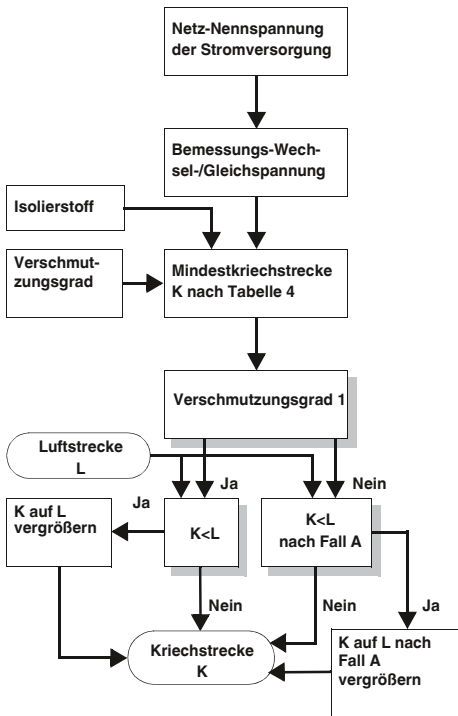 Netz-Nennspannung
der Stromversorgung
Bemessungs-Wech-
sel-/Gleichspannung
Isolierstoff
Verschmut-
zungsgrad
Mindestkriechstrecke
K nach Tabelle 4
Verschmutzungsgrad 1
Luftstrecke
L
Ja
Nein
K auf L
vergrößern
Ja
K<L
K<L
nach Fall A
Nein
Nein
Ja
Kriechstrecke
K
K auf L nach
Fall A
vergrößern